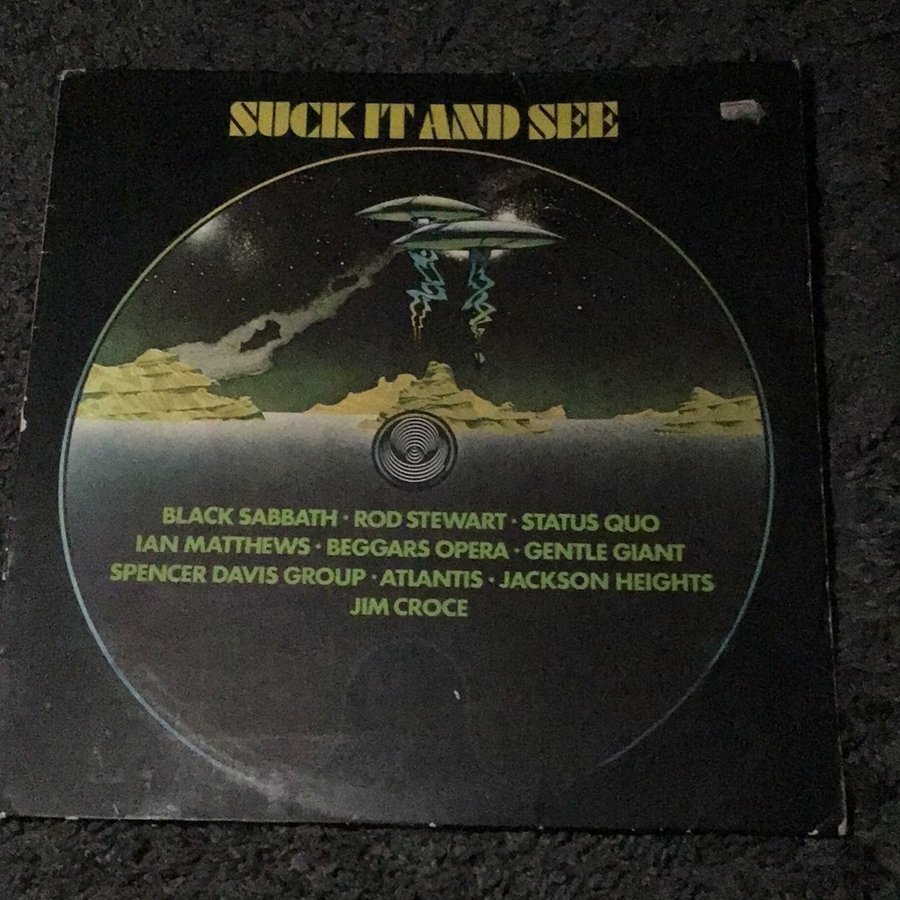 SUCK IT AND SEE
BLACK SABBATH · ROD STEWART · STATUS QUO
IAN MATTHEWS · BEGGARS OPERA · GENTLE GIANT
SPENCER DAVIS GROUP · ATLANTIS · JACKSON HEIGHTS
JIM CROCE